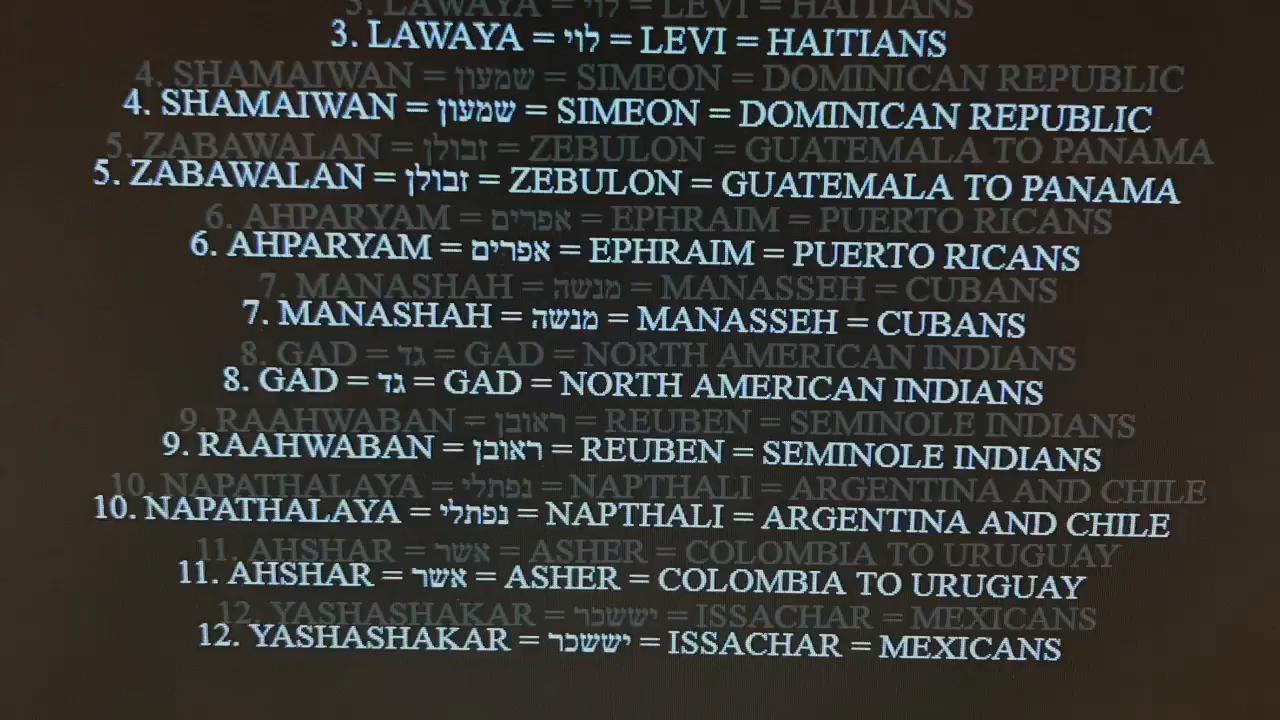 3. LAWAYA = לוי = LEVI = HAITIANS
4. SHAMAIWAN = שמעון = SIMEON = DOMINICAN REPUBLIC
5. ZABAWALAN = זבולן = ZEBULON = GUATEMALA TO PANAMA
6. AHPARYAM = אפרים = EPHRAIM = PUERTO RICANS
7. MANASHAH = מנשה = MANASSEH = CUBANS
8. GAD = גד = GAD = NORTH AMERICAN INDIANS
9. RAAHWABAN = ראובן = REUBEN = SEMINOLE INDIANS
10. NAPATHALAYA = נפתלי = NAPTHALI = ARGENTINA AND CHILE
11. AHSHAR = אשר = ASHER = COLOMBIA TO URUGUAY
12. YASHASHAKAR = יששכר = ISSACHAR = MEXICANS